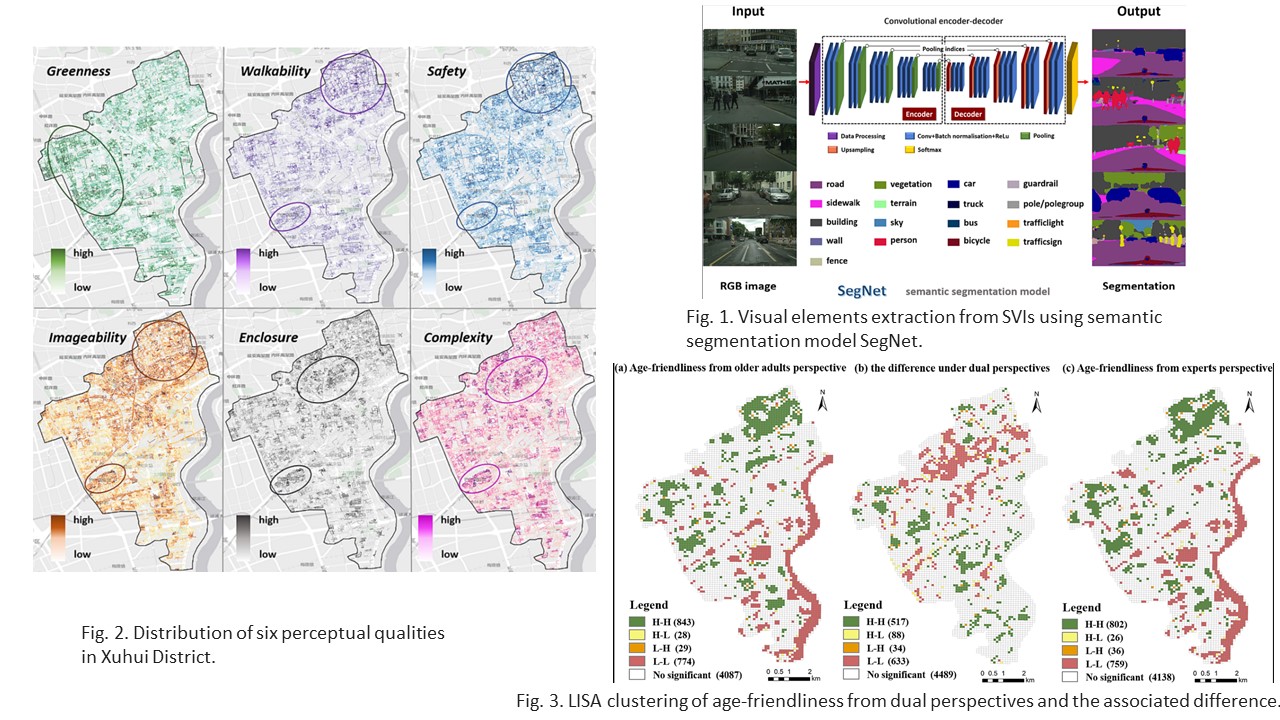 Greenness
high
low
Walkability
high
low
Safety
high
low
Imageability
high
low
Enclosure
high
low
Complexity
high
low
Fig. 2. Distribution of six perceptual qualities
in Xuhui District.
Input
Output
Convolutional encoder-decoder
Pooling indices
Encoder
Decoder
Data Processing
Conv+Batch normalisation+ReLu
Pooling
Upsampling
Softmax
road
vegetation
car
guardrail
sidewalk
terrain
truck
pole/polegroup
building
sky
bus
trafficlight
wall
person
bicycle
trafficsign
fence
RGB image
SegNet
semantic segmentation model
Segmentation
Fig. 1. Visual elements extraction from SVIs using semantic
segmentation model SegNet.
(a) Age-friendliness from older adults perspective
N
Legend
H-H (843)
H-L (28)
L-H (29)
L-L (774)
No significant (4087)
0 0.5 1 2
km
(b) the difference under dual perspectives
N
Legend
H-H (517)
H-L (88)
L-H (34)
L-L (633)
No significant (4489)
0 0.5 1 2
km
(c) Age-friendliness from experts perspective
N
Legend
H-H (802)
H-L (26)
L-H (36)
L-L (759)
No significant (4138)
0 0.5 1 2
km
Fig. 3. LISA clustering of age-friendliness from dual perspectives and the associated difference.